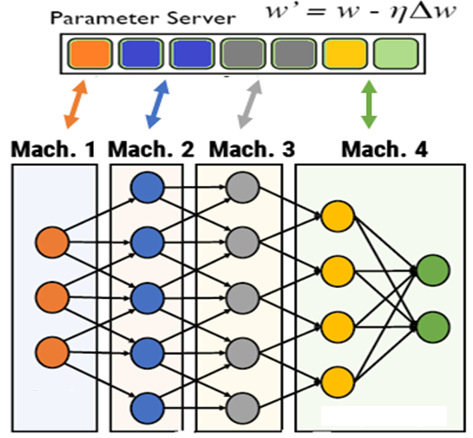 Parameter Server w' = w - ηΔw
Mach. 1 Mach. 2 Mach. 3 Mach. 4